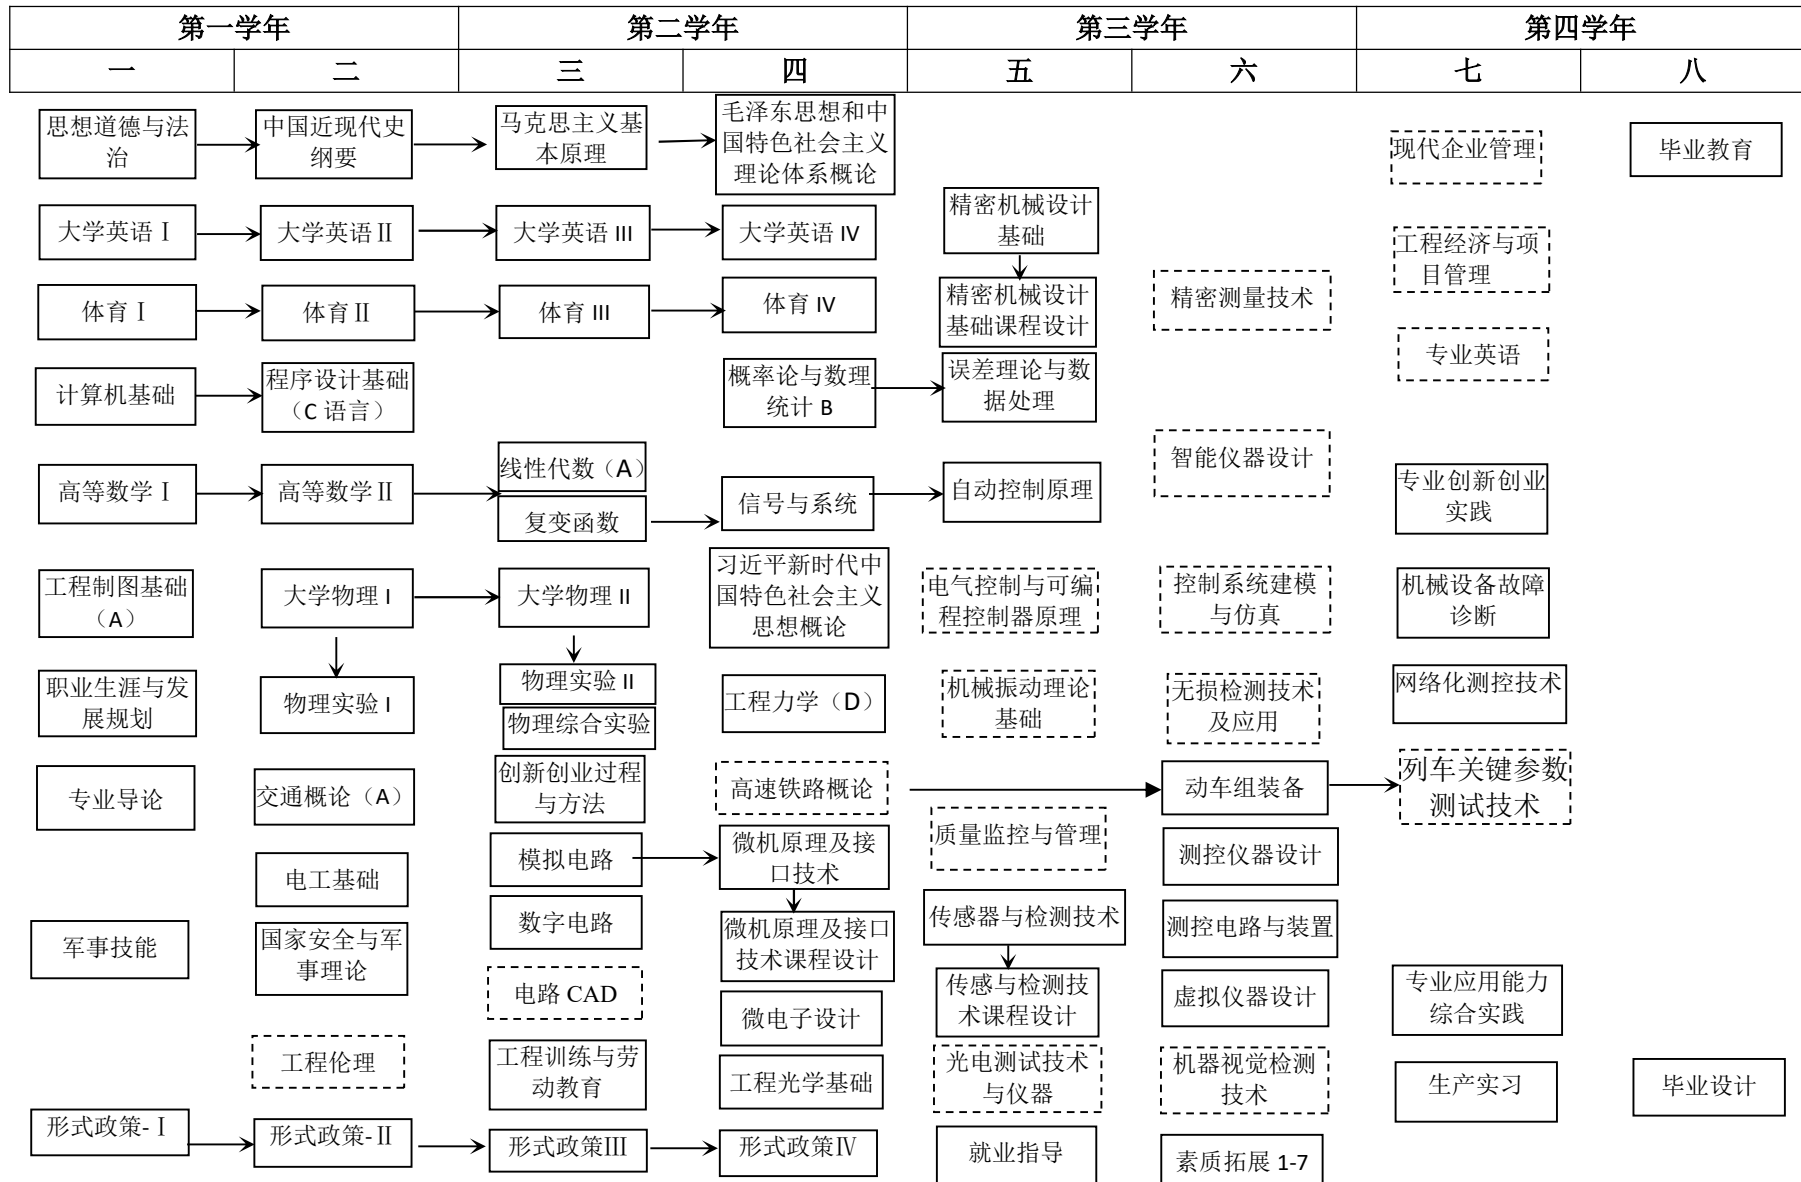 第一学年
第二学年
第三学年
第四学年
一
二
三
四
五
六
七
八
思想道德与法
治
中国近现代史
纲要
马克思主义基
本原理
毛泽东思想和中
国特色社会主义
理论体系概论
现代企业管理
毕业教育
大学英语Ⅰ
大学英语Ⅱ
大学英语 III
大学英语 IV
精密机械设计
基础
工程经济与项
目管理
体育Ⅰ
体育Ⅱ
体育 III
体育 IV
精密机械设计
基础课程设计
精密测量技术
专业英语
计算机基础
程序设计基础
(C 语言)
概率论与数理
统计 B
误差理论与数
据处理
高等数学Ⅰ
高等数学Ⅱ
线性代数(A)
复变函数
信号与系统
自动控制原理
智能仪器设计
专业创新创业
实践
工程制图基础
(A)
大学物理 I
大学物理 II
习近平新时代中
国特色社会主义
思想概论
电气控制与可编
程控制器原理
控制系统建模
与仿真
机械设备故障
诊断
职业生涯与发
展规划
物理实验 I
物理实验 II
物理综合实验
工程力学(D)
机械振动理论
基础
无损检测技术
及应用
网络化测控技术
专业导论
交通概论(A)
创新创业过程
与方法
高速铁路概论
动车组装备
列车关键参数
测试技术
电工基础
模拟电路
微机原理及接
口技术
质量监控与管理
测控仪器设计
军事技能
国家安全与军
事理论
数字电路
微机原理及接口
技术课程设计
传感器与检测技术
测控电路与装置
电路 CAD
微电子设计
传感与检测技
术课程设计
虚拟仪器设计
专业应用能力
综合实践
工程伦理
工程训练与劳
动教育
工程光学基础
光电测试技术
与仪器
机器视觉检测
技术
生产实习
毕业设计
形式政策-Ⅰ
形式政策-Ⅱ
形式政策Ⅲ
形式政策Ⅳ
就业指导
素质拓展 1-7